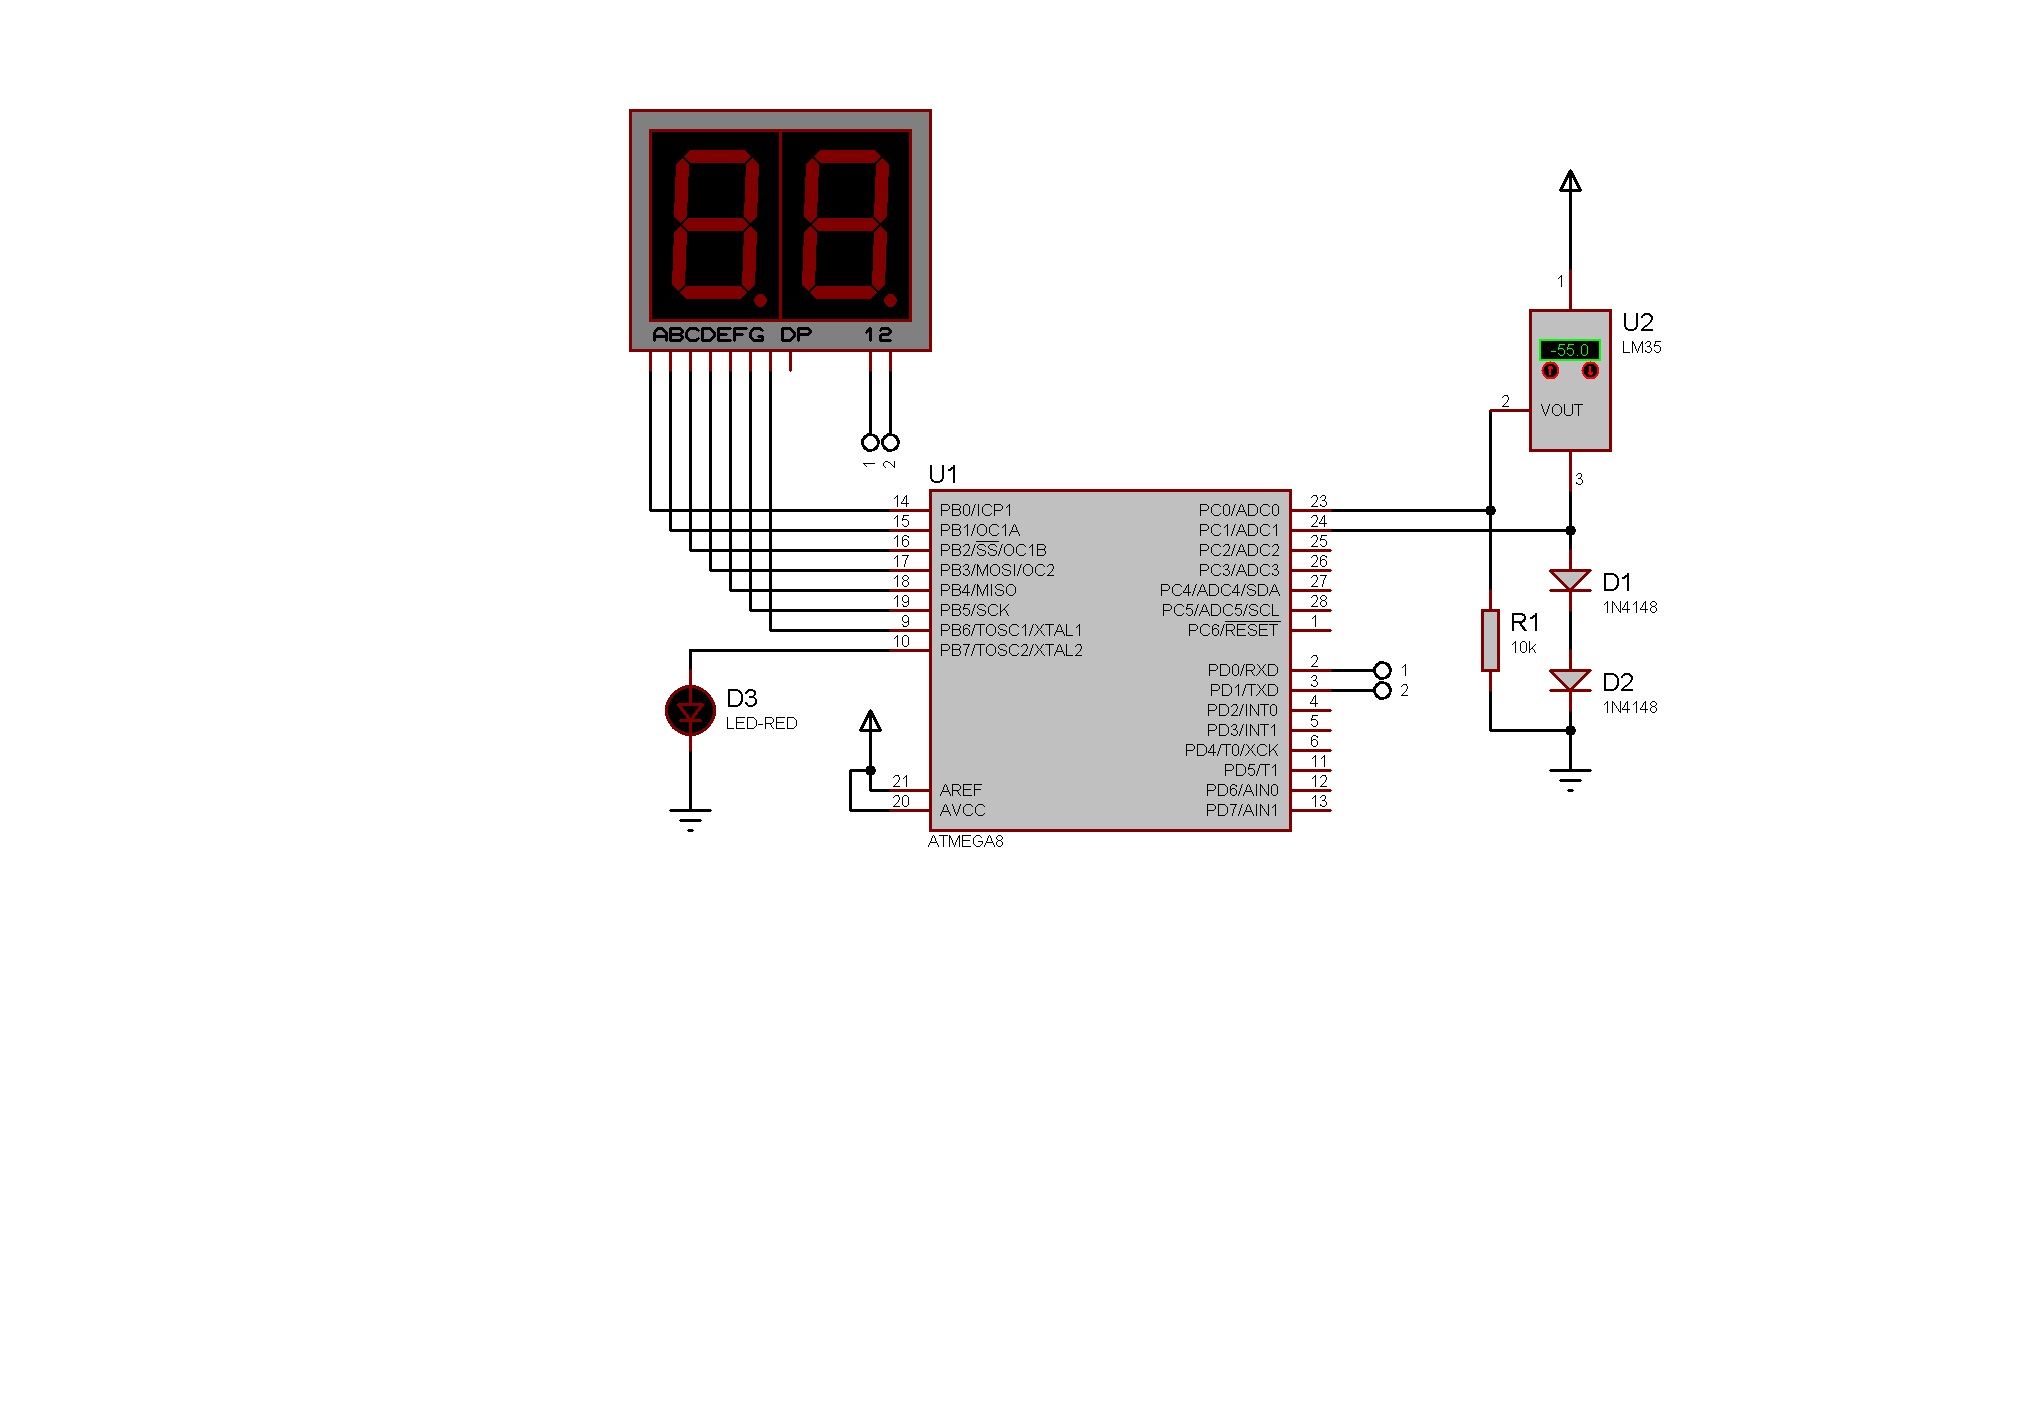 ABCDEFG DP 12
1
2
U1
14 PB0/ICP1
15 PB1/OC1A
16 PB2/SS/OC1B
17 PB3/MOSI/OC2
18 PB4/MISO
19 PB5/SCK
9 PB6/TOSC1/XTAL1
10 PB7/TOSC2/XTAL2
21 AREF
20 AVCC
PC0/ADC0 23
PC1/ADC1 24
PC2/ADC2 25
PC3/ADC3 26
PC4/ADC4/SDA 27
PC5/ADC5/SCL 28
PC6/RESET 1
PD0/RXD 2
1
PD1/TXD 3
2
PD2/INT0 4
PD3/INT1 5
PD4/T0/XCK 6
PD5/T1 11
PD6/AIN0 12
PD7/AIN1 13
ATMEGA8
D3
LED-RED
1
U2
LM35
-55.0
2
VOUT
3
D1
1N4148
R1
10k
D2
1N4148